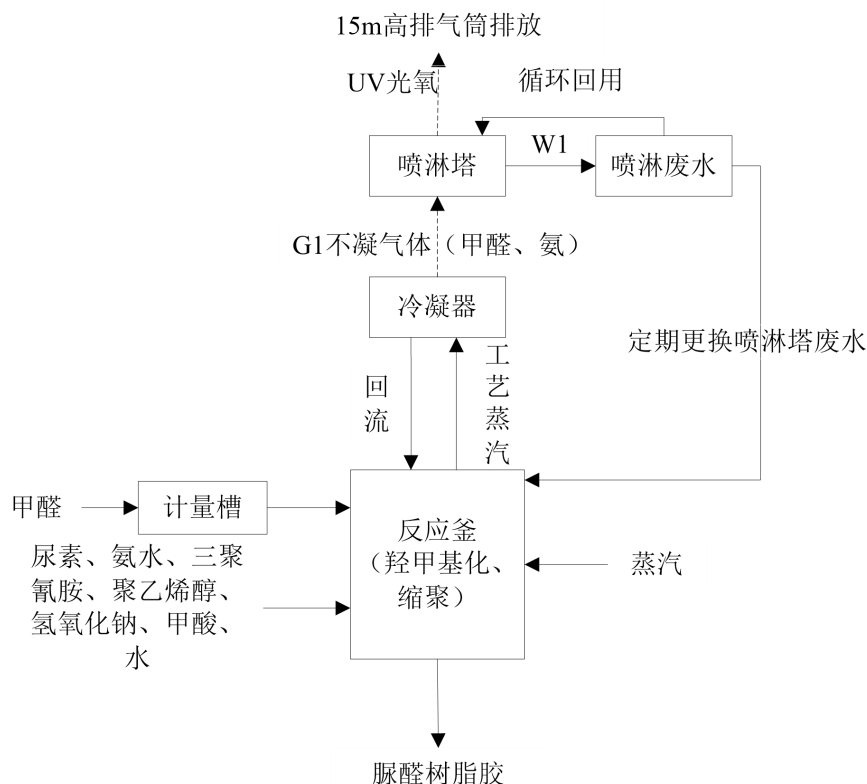 15m高排气筒排放
UV光氧
循环回用
喷淋塔
W1
喷淋废水
G1不凝气体（甲醛、氨）
冷凝器
定期更换喷淋塔废水
回流
工艺蒸汽
甲醛
计量槽
反应釜
（羟甲基化、
缩聚）
尿素、氨水、三聚
氰胺、聚乙烯醇、
氢氧化钠、甲酸、
水
蒸汽
脲醛树脂胶